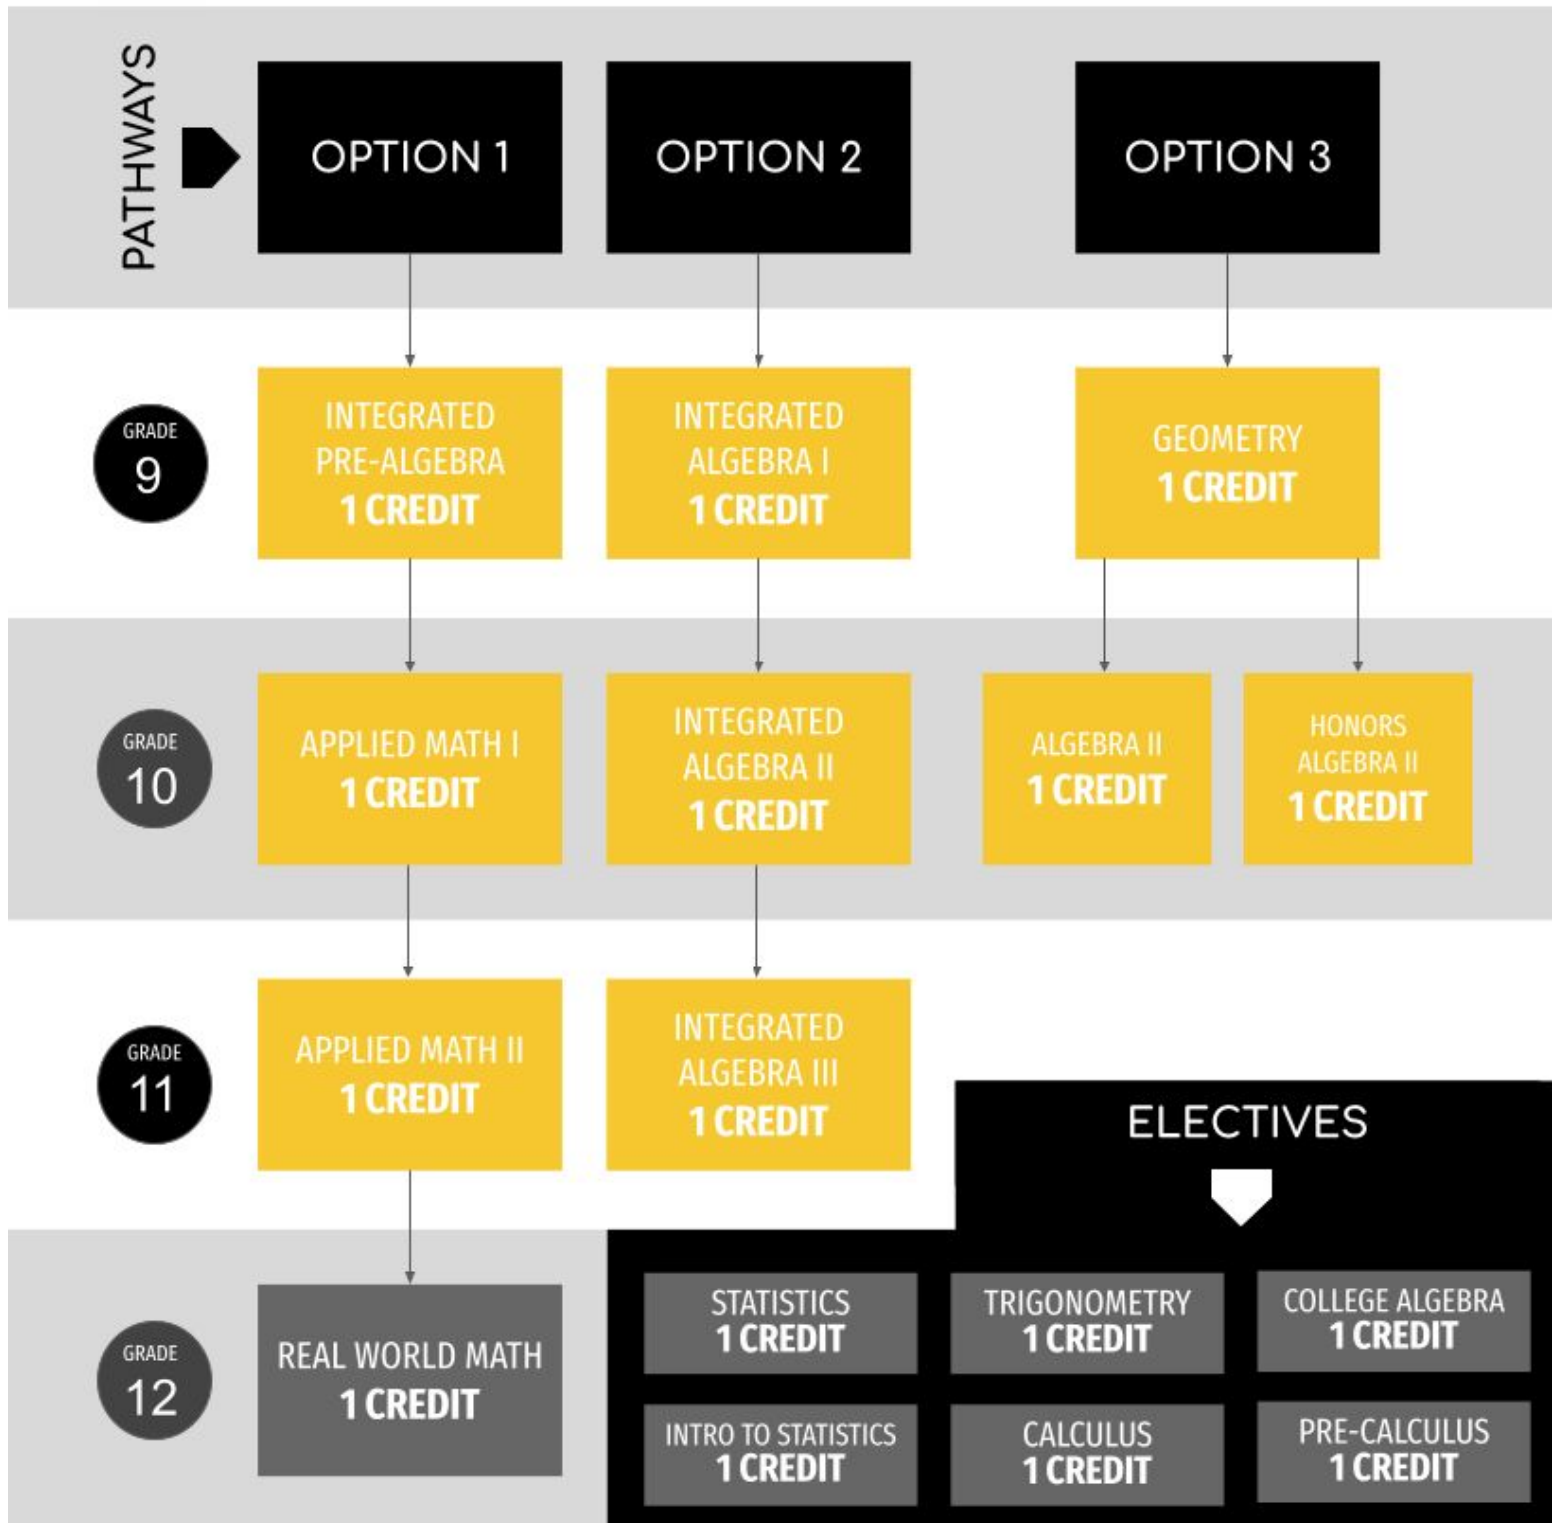 PATHWAYS
OPTION 1
OPTION 2
OPTION 3
GRADE
9
INTEGRATED
PRE-ALGEBRA
1 CREDIT
INTEGRATED
ALGEBRA I
1 CREDIT
GEOMETRY
1 CREDIT
GRADE
10
APPLIED MATH I
1 CREDIT
INTEGRATED
ALGEBRA II
1 CREDIT
ALGEBRA II
1 CREDIT
HONORS
ALGEBRA II
1 CREDIT
GRADE
11
APPLIED MATH II
1 CREDIT
INTEGRATED
ALGEBRA III
1 CREDIT
ELECTIVES
GRADE
12
REAL WORLD MATH
1 CREDIT
STATISTICS
1 CREDIT
TRIGONOMETRY
1 CREDIT
COLLEGE ALGEBRA
1 CREDIT
INTRO TO STATISTICS
1 CREDIT
CALCULUS
1 CREDIT
PRE-CALCULUS
1 CREDIT